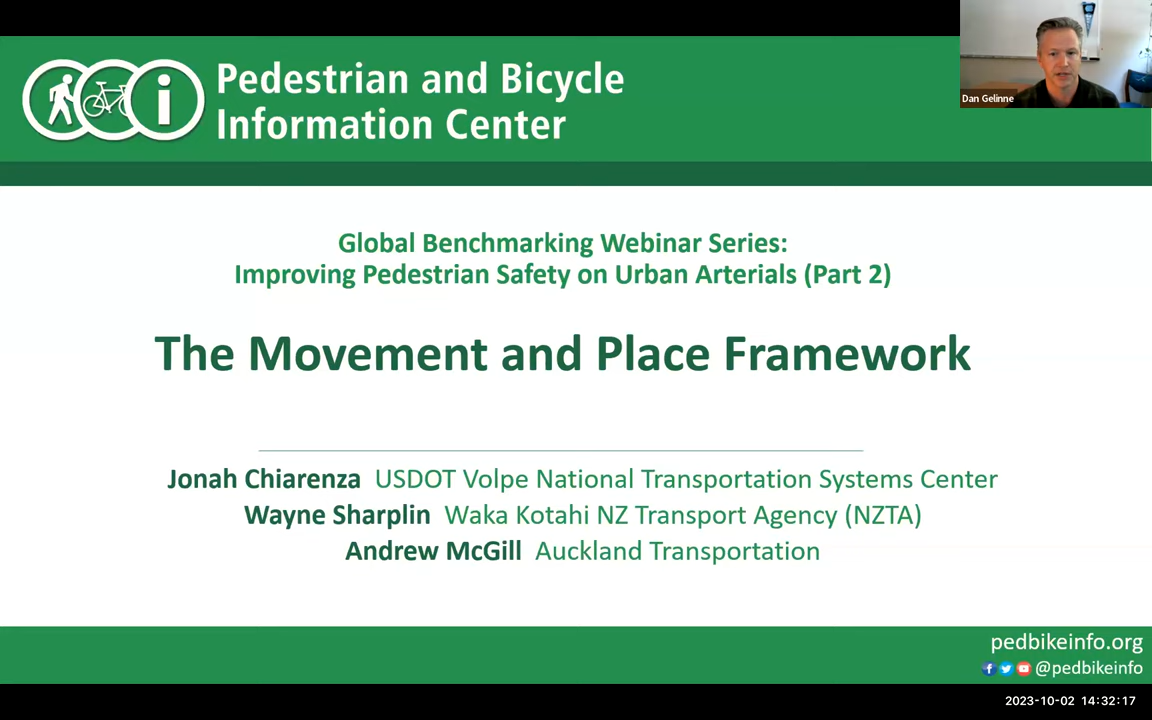 Pedestrian and Bicycle
Information Center
Dan Gelinne
Global Benchmarking Webinar Series:
Improving Pedestrian Safety on Urban Arterials (Part 2)
The Movement and Place Framework
Jonah Chiarenza USDOT Volpe National Transportation Systems Center
Wayne Sharplin Waka Kotahi NZ Transport Agency (NZTA)
Andrew McGill Auckland Transportation
pedbikeinfo.org
@pedbikeinfo
2023-10-02 14:32:17